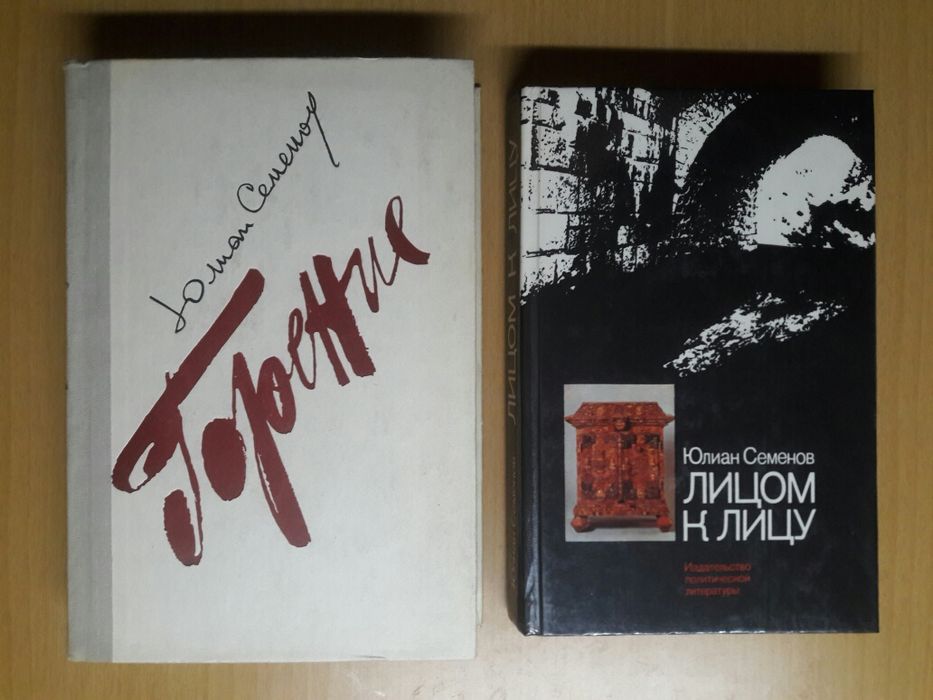 Юлиан Семенов
Горение
ЛИЦОМ К ЛИЦУ
Юлиан Семенов
ЛИЦОМ
К ЛИЦУ
Издательство
политической
литературы